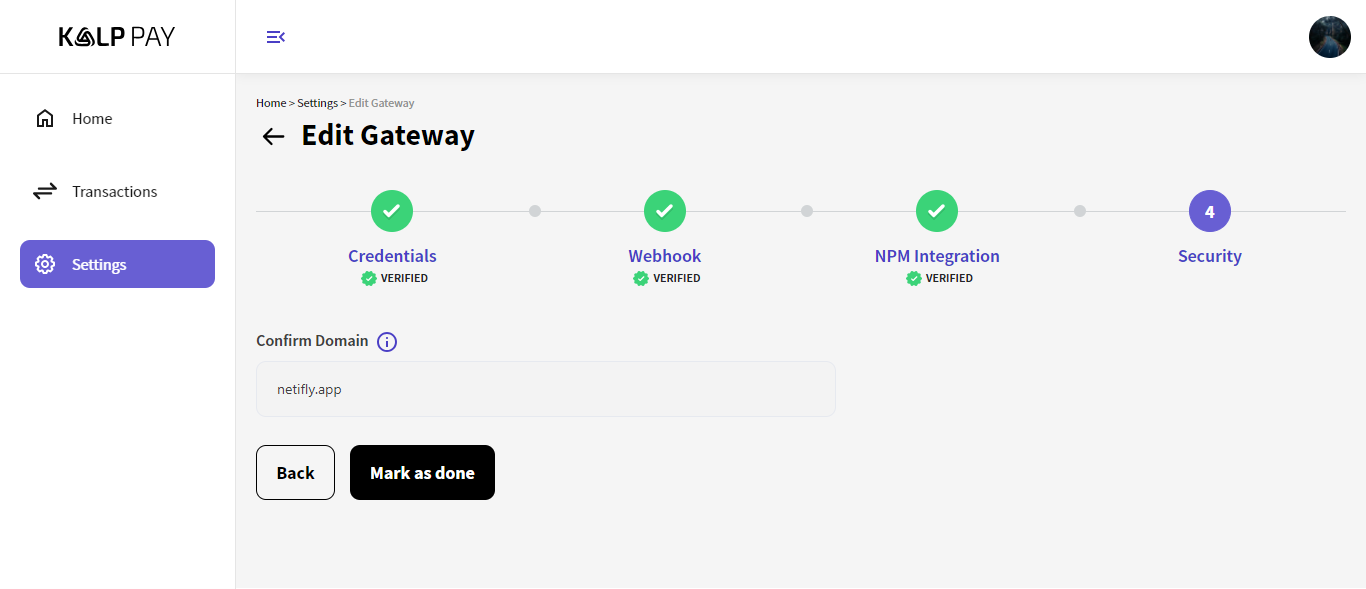 KALP PAY
Home
Transactions
Settings
Home > Settings > Edit Gateway
Edit Gateway
4
Credentials
VERIFIED
Webhook
VERIFIED
NPM Integration
VERIFIED
Security
Confirm Domain
netifly.app
Back
Mark as done